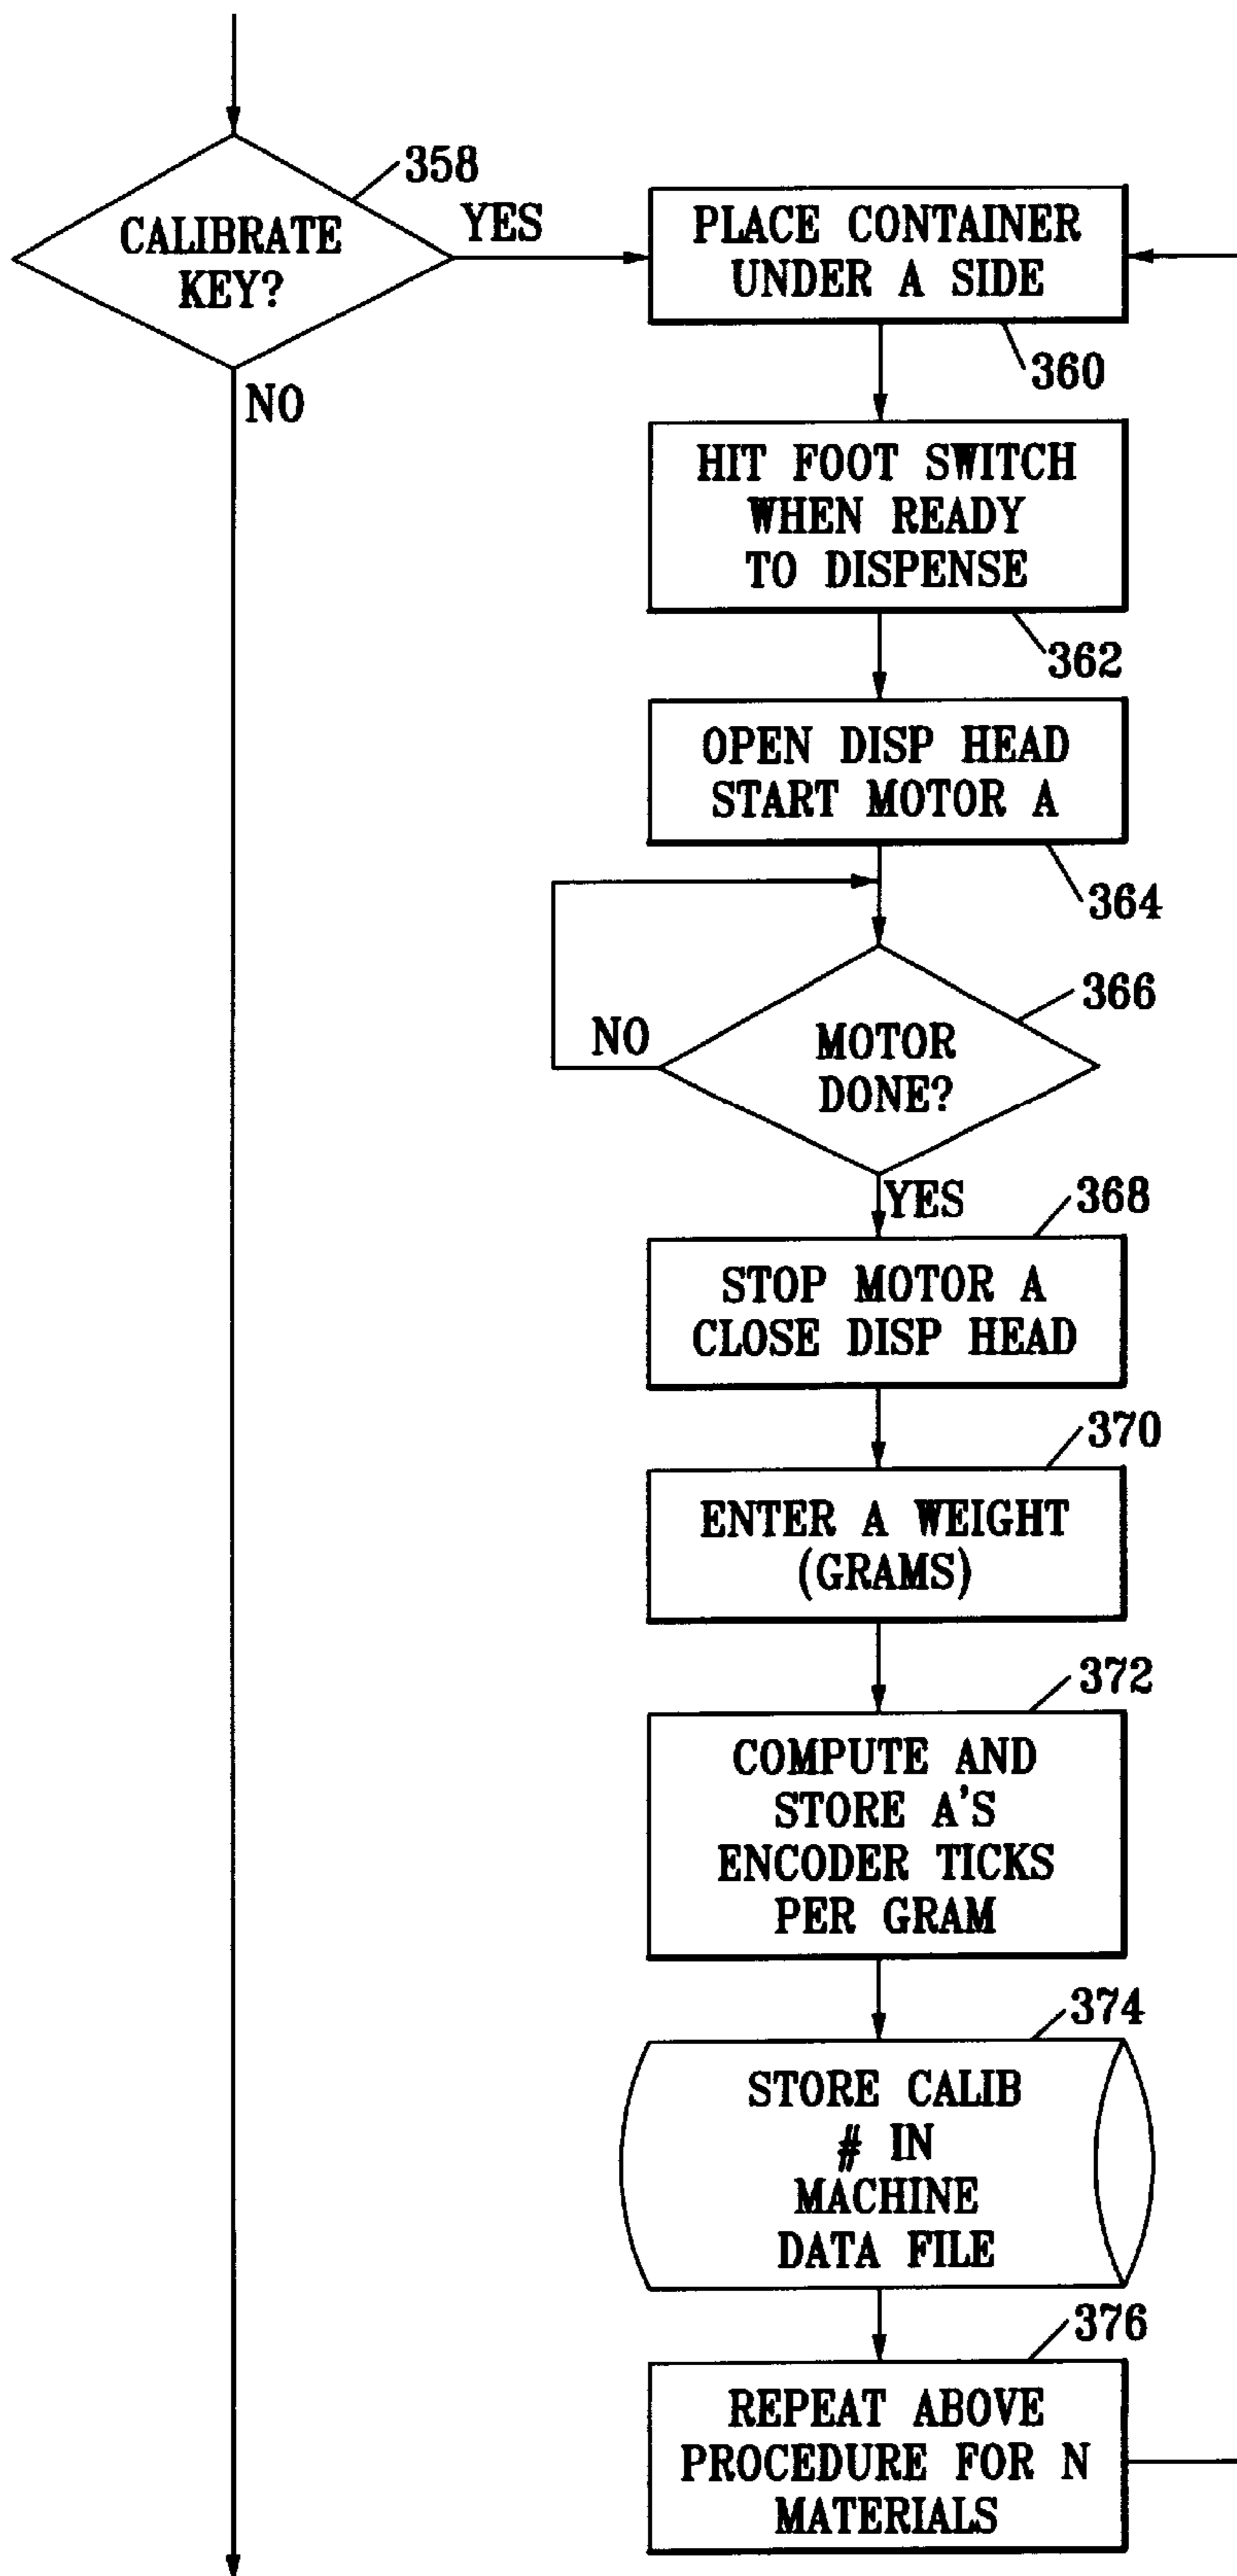 358
CALIBRATE
KEY?
YES
NO
PLACE CONTAINER
UNDER A SIDE
360
HIT FOOT SWITCH
WHEN READY
TO DISPENSE
362
OPEN DISP HEAD
START MOTOR A
364
366
NO
MOTOR
DONE?
YES
368
STOP MOTOR A
CLOSE DISP HEAD
370
ENTER A WEIGHT
(GRAMS)
372
COMPUTE AND
STORE A'S
ENCODER TICKS
PER GRAM
374
STORE CALIB
# IN
MACHINE
DATA FILE
376
REPEAT ABOVE
PROCEDURE FOR N
MATERIALS